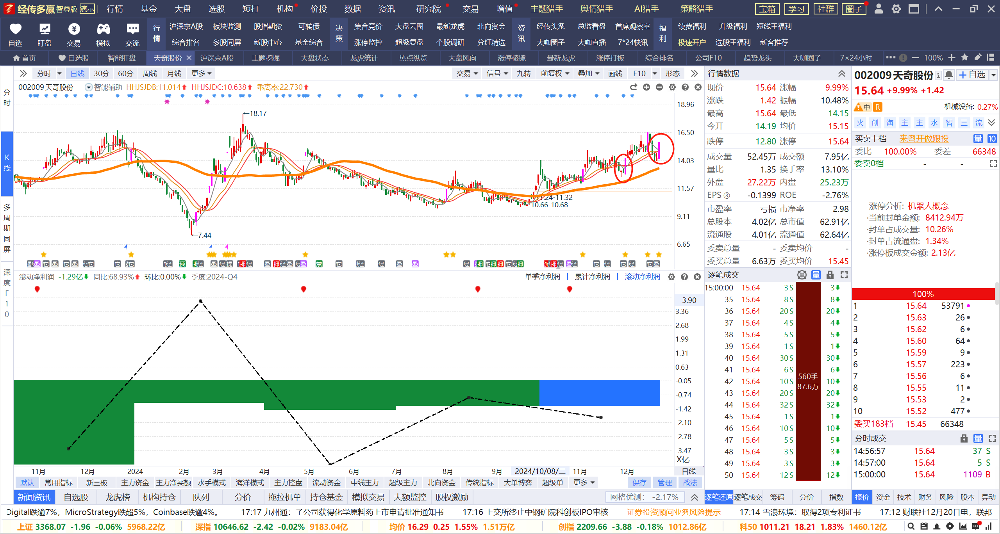 经传多赢 智尊版 演示 行情 基金 大盘 选股 短打 机构 价投 数据 资讯 研究院 交易 增值 主题猎手 舆情猎手 AI猎手 策略猎手 宝箱 学习 社群 圈子
自选 盯盘 交易 模拟 交流
行情 沪深京A股 板块监测 股指期货 可转债 决策 集合竞价 大盘云图 最新龙虎 北向资金 资讯 经传头条 总监看盘 首席观察室 福利 续费福利 升级福利 短线王福利
综合排名 多股同屏 新股中心 基金综合 涨停监控 超级复盘 个股调研 分红精选 大咖圈子 大咖直播 7*24快讯 极速开户 选股王福利 新客推荐
首页 自选股 智能盯盘 天奇股份 沪深京A股 主题挖掘 大盘状态 龙虎统计 热点纵览 大盘风向 涨停棱镜 最新龙虎 涨停打板 综合排名 公司F10 趋势龙头 大咖圈子 7×24小时 100%
分时
K线
多周期同屏
深度F10
分时 日线 30分 60分 周线 月线 更多 交易 信号 九转 前复权 叠加 画线 F10 形态
002009 天奇股份 智能辅助 HHJSJDB:11.014 HHJSJDC:10.638 乖离率:22.730
18.96
16.50
14.03
11.57
9.11
6.65
18.17
7.44
11.24-11.32
10.66-10.68
滚动净利润 -1.29亿 同比:68.93% 环比:0.00% 季度:2024-Q4 单季净利润 累计净利润 滚动净利润
3.90
3.36
2.68
1.99
1.31
0.63
-0.05
-0.74
-1.42
-2.10
-2.78
-3.47
X亿
11月 12月 2024 2月 3月 4月 5月 6月 7月 8月 9月 2024/10/08/二 11月 12月 日线
默认 常用指标 新三板 主力资金 主力净买额 水手模式 海洋模式 主力控盘 流动资金 中线主力 超级主力 北向资金 传统指标 大单博弈 超级单 更多 保存 管理 战法
新闻资讯 自选股 龙虎榜 机构持仓 队列 分价 拖拉机单 持仓基金 模拟交易 大额监控 股权激励 网格优测: -2.17%
行情数据
现价 15.64 涨幅 9.99%
涨跌 1.42 振幅 10.48%
最高 15.64 最低 14.15
今开 14.19 均价 15.15
跌停 12.80 涨停 15.64
成交量 52.45万 成交额 7.95亿
量比 1.35 换手率 13.10%
外盘 27.22万 内盘 25.23万
EPS③ -0.1399 ROE -2.76%
市盈率 亏损 市净率 2.98
总股本 4.02亿 总市值 62.91亿
流通股 4.01亿 流通值 62.64亿
委卖总量 - 委卖均价 -
委买总量 6.63万 委买均价 15.45
逐笔成交 单 量
15:00:00 15.64 3 S 3
35 15.64 8 S 8
36 15.64 20 S 20
37 15.64 4 S 4
38 15.64 5 S 5
39 15.64 1 S 1
40 15.64 30 S 30
41 15.64 6 S 6
42 15.64 10 S 10
43 15.64 20 S 20
44 15.64 32 S 32
45 15.64 1 S 1
46 15.64 10 S 10
47 15.64 5 S 5
48 15.64 3 S 3
49 15.64 3 S 3
50 15.64 12 S 12
560手
87.6万
逐笔还原 逐笔成交 筹码 分价 指数
002009 天奇股份 自选
15.64 +9.99% +1.42
中 R 机械设备: 0.27%
火 创 海 主 主 水 智 三 流
买卖十档 来粤开做跟投 量 10
委比 100.00% 委差 66348
委卖0档 - -
涨停分析: 机器人概念
·当前封单金额: 8412.94万
·封单占成交量: 10.26%
·封单占流通盘: 1.34%
·涨停板成交金额: 2.13亿
100%
1 15.64 53791
2 15.63 26
3 15.62 6
4 15.60 64
5 15.59 9
6 15.57 223
7 15.56 6
8 15.55 11
9 15.53 2
10 15.52 477
委买183档 15.45 66348
分时成交 量
14:56:57 15.64 37 S
14:57:00 15.64 5 S
15:00:00 15.64 1109 B
报价 资金 技术 财务 风险 股本 异动
Digital跌逾7%，MicroStrategy跌超5%，Coinbase跌逾4%。 17:17 九州通：子公司获得化学原料药上市申请批准通知书 17:16 上交所终止中钢矿院科创板IPO审核 证券投资顾问业务风险提示 17:14 雪浪环境：取得2项专利证书 17:12 财联社12月20日电，联邦
上证 3368.07 -1.96 -0.06% 5968.22亿 深指 10646.62 -2.42 -0.02% 9183.04亿 均价 16.29 0.25 1.55% 1.51万亿 创指 2209.66 -3.88 -0.18% 1012.86亿 科50 1011.21 18.21 1.83% 1460.12亿